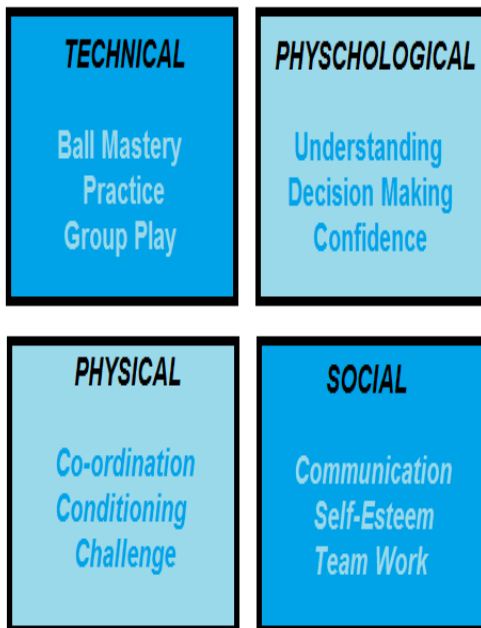 TECHNICAL
Ball Mastery
Practice
Group Play
PHYSCHOLOGICAL
Understanding
Decision Making
Confidence
PHYSICAL
Co-ordination
Conditioning
Challenge
SOCIAL
Communication
Self-Esteem
Team Work